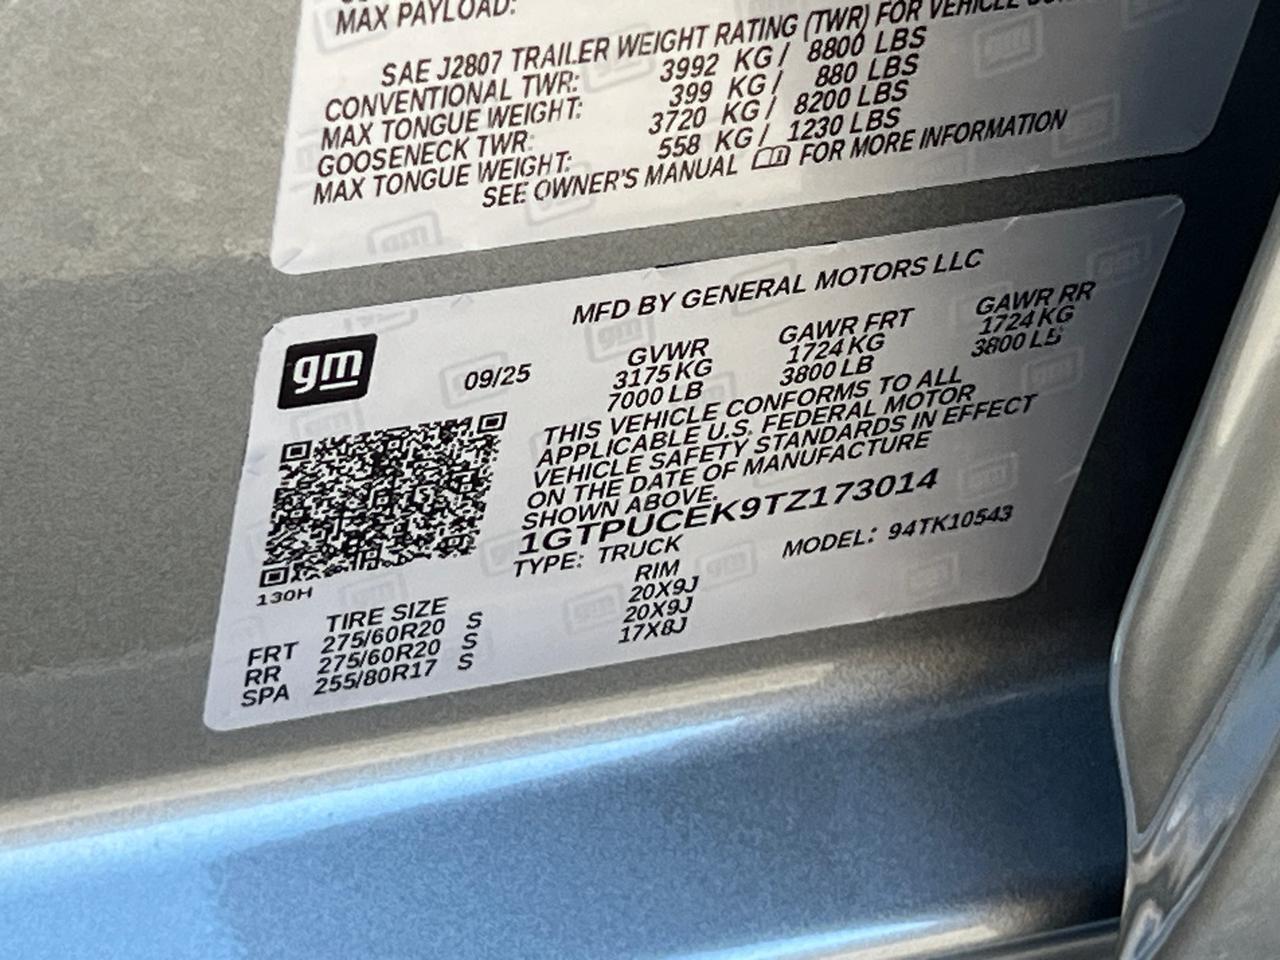 MAX PAYLOAD:
SAE J2807 TRAILER WEIGHT RATING (TWR) FOR VEHICLE
CONVENTIONAL TWR: 3992 KG / 8800 LBS
MAX TONGUE WEIGHT: 399 KG / 880 LBS
GOOSENECK TWR: 3720 KG / 8200 LBS
MAX TONGUE WEIGHT: 558 KG / 1230 LBS
SEE OWNER'S MANUAL FOR MORE INFORMATION
MFD BY GENERAL MOTORS LLC
gm
09/25
GVWR GAWR FRT GAWR RR
3175 KG 1724 KG 1724 KG
7000 LB 3800 LB 3800 LB
THIS VEHICLE CONFORMS TO ALL
APPLICABLE U.S. FEDERAL MOTOR
VEHICLE SAFETY STANDARDS IN EFFECT
ON THE DATE OF MANUFACTURE
SHOWN ABOVE.
1GTPUCEK9TZ173014
TYPE: TRUCK MODEL: 94TK10543
130H
TIRE SIZE RIM
FRT 275/60R20 S 20X9J
RR 275/60R20 S 20X9J
SPA 255/80R17 S 17X8J